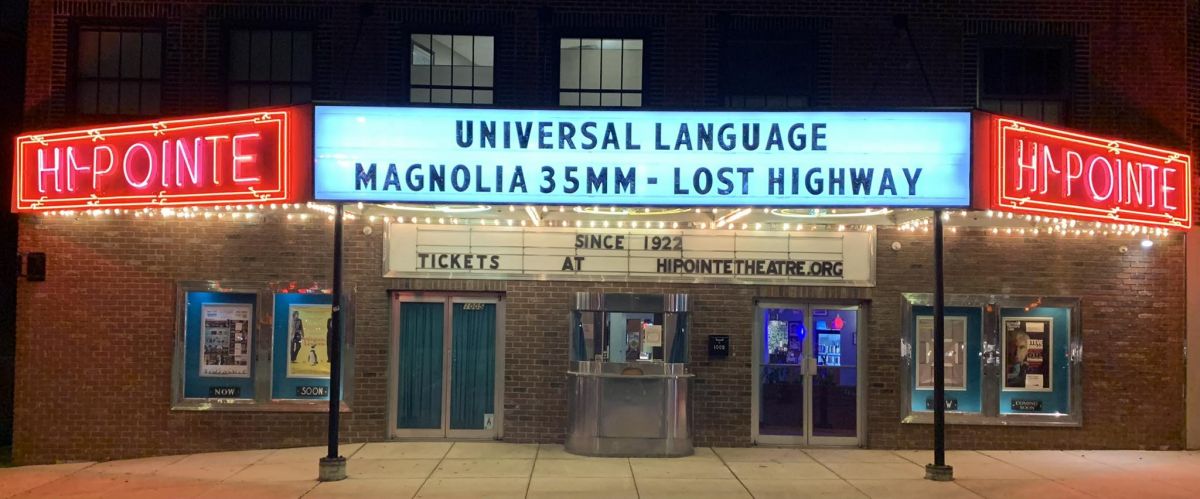 HI-POINTE
UNIVERSAL LANGUAGE
MAGNOLIA 35MM - LOST HIGHWAY
HI-POINTE
SINCE 1922
TICKETS AT HIPOINTETHEATRE.ORG
1005
NOW
SOON
COMING
SOON